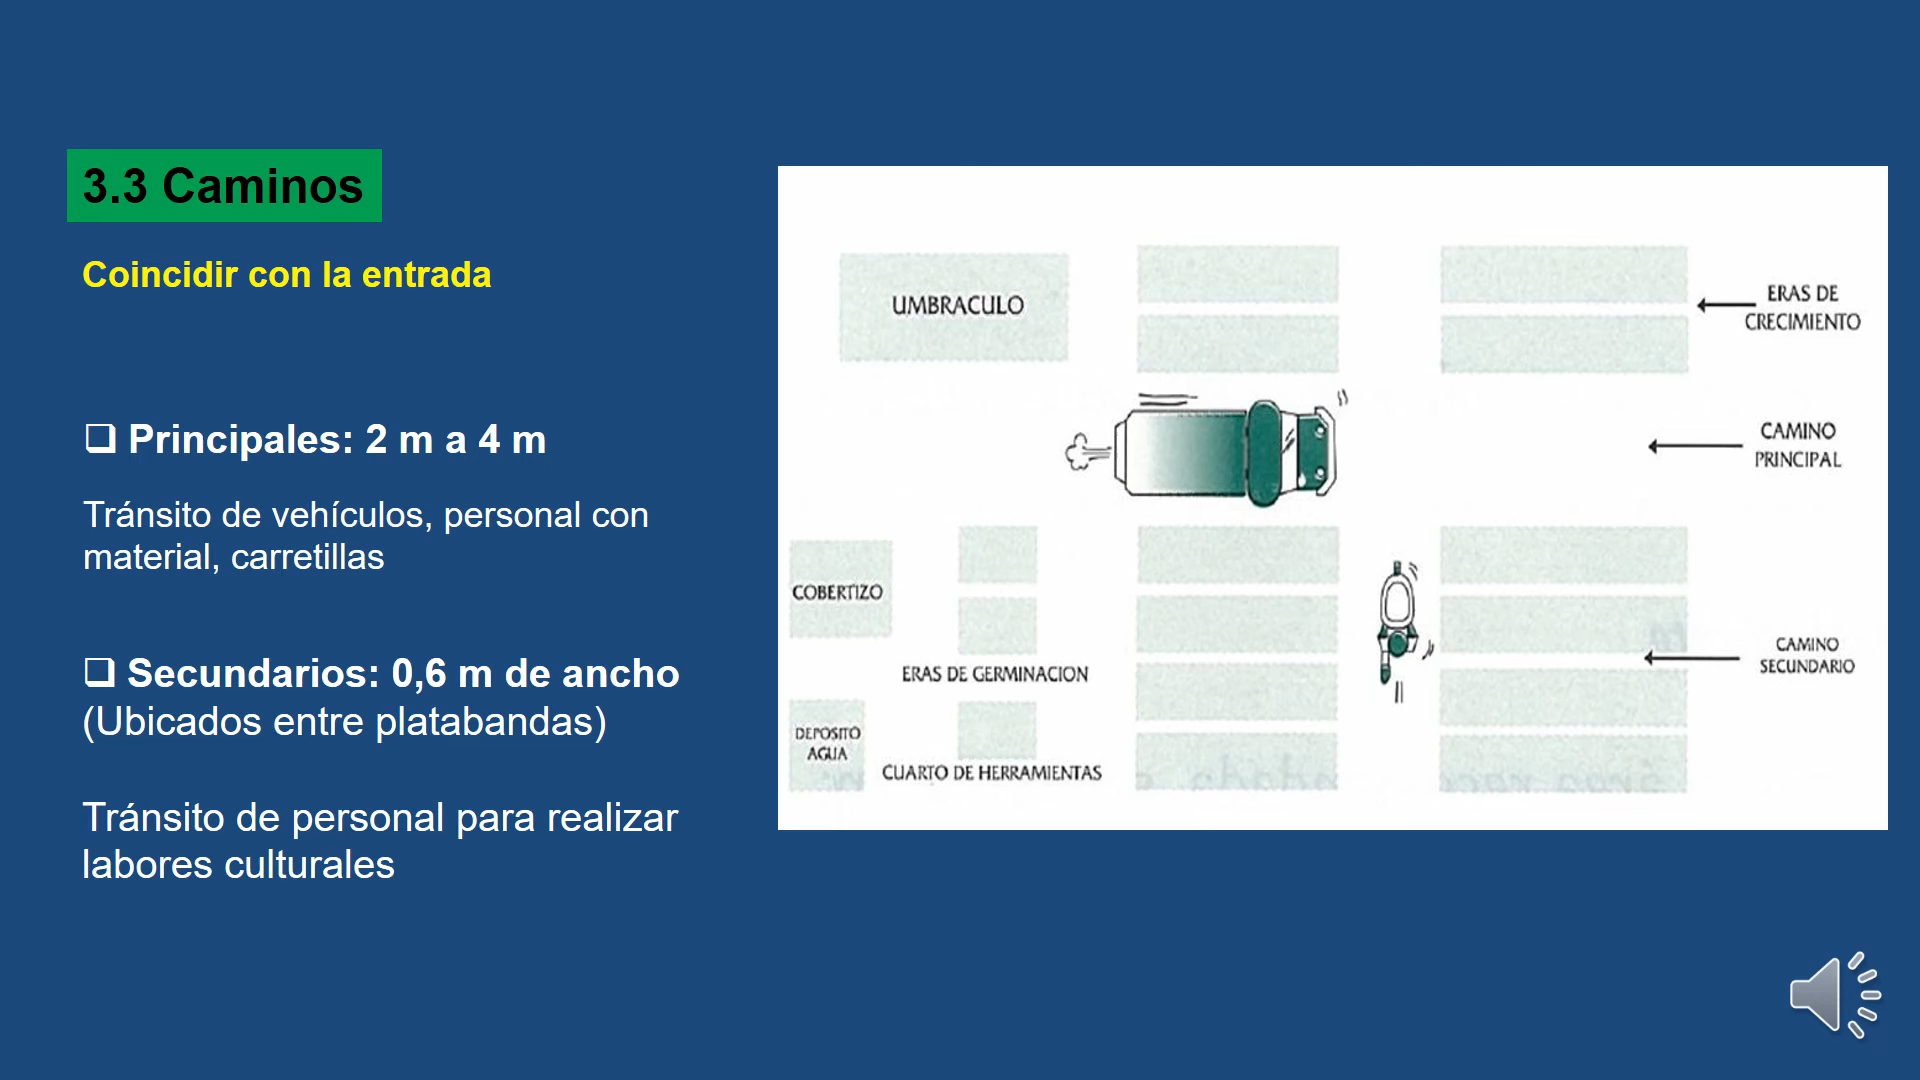 3.3 Caminos
Coincidir con la entrada
Principales: 2 m a 4 m
Tránsito de vehículos, personal con
material, carretillas
Secundarios: 0,6 m de ancho
(Ubicados entre platabandas)
Tránsito de personal para realizar
labores culturales
UMBRACULO
ERAS DE
CRECIMIENTO
CAMINO
PRINCIPAL
COBERTIZO
ERAS DE GERMINACION
CAMINO
SECUNDARIO
DEPOSITO
AGUA
CUARTO DE HERRAMIENTAS